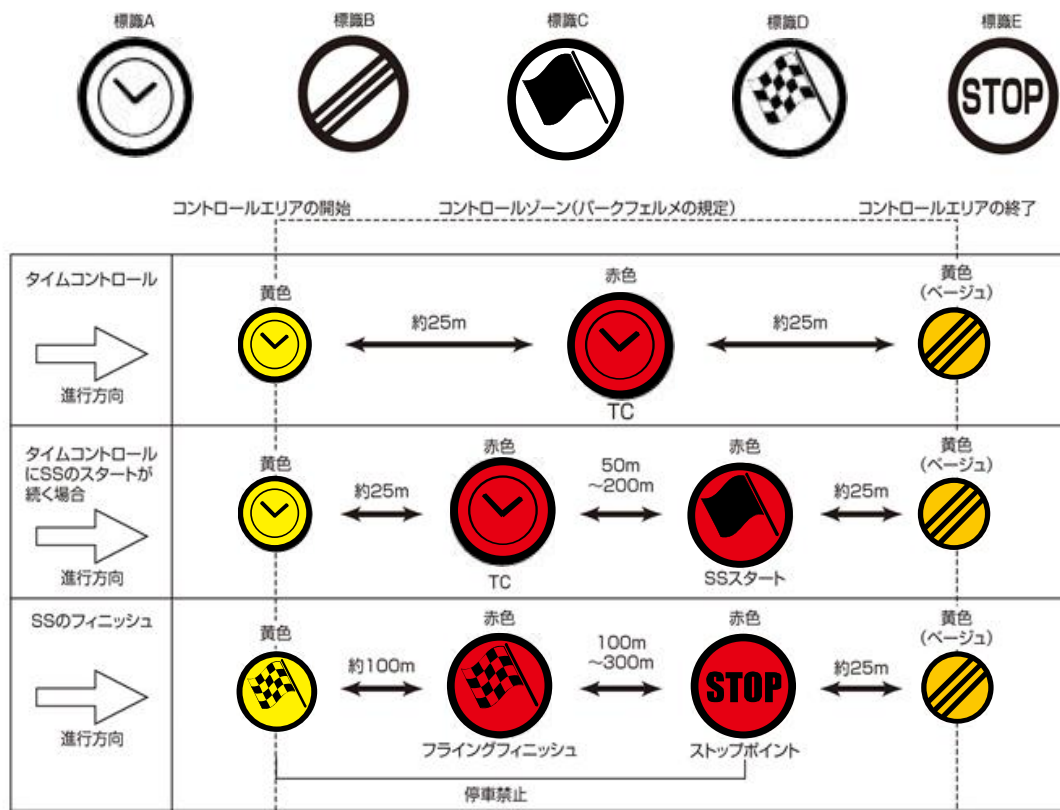 標識A
標識B
標識C
標識D
標識E
STOP
コントロールエリアの開始
コントロールゾーン(パークフェルメの規定)
コントロールエリアの終了
タイムコントロール
進行方向
黄色
約25m
赤色
TC
約25m
黄色
(ベージュ)
タイムコントロール
にSSのスタートが
続く場合
進行方向
黄色
約25m
赤色
TC
50m
～200m
赤色
SSスタート
約25m
黄色
(ベージュ)
SSのフィニッシュ
進行方向
黄色
約100m
赤色
フライングフィニッシュ
100m
～300m
赤色
STOP
ストップポイント
約25m
黄色
(ベージュ)
停車禁止